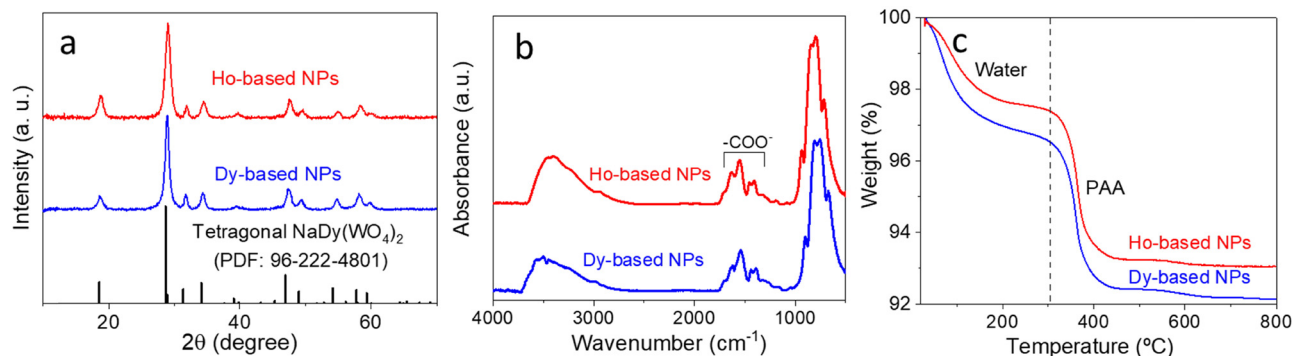 a
Intensity (a. u.)
Ho-based NPs
Dy-based NPs
Tetragonal NaDy(WO₄)₂
(PDF: 96-222-4801)
20
40
60
2θ (degree)
b
Absorbance (a.u.)
-COO⁻
Ho-based NPs
Dy-based NPs
4000
3000
2000
1000
Wavenumber (cm⁻¹)
c
Weight (%)
100
98
96
94
92
Water
PAA
Ho-based NPs
Dy-based NPs
200
400
600
800
Temperature (ºC)